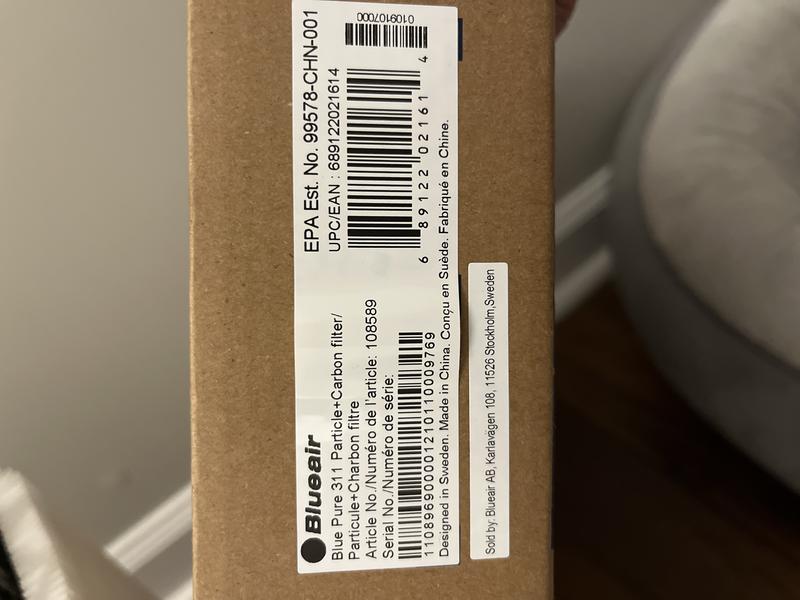 Blueair
Blue Pure 311 Particle+Carbon filter/
Particule+Charbon filtre
Article No./Numéro de l'article: 108589
Serial No./Numéro de série:
1108969000012101100009769
Designed in Sweden. Made in China. Conçu en Suède. Fabriqué en Chine.
EPA Est. No. 99578-CHN-001
UPC/EAN : 689122021614
6 89122 02161 4
0109107000
Sold by: Blueair AB, Karlavägen 108, 11526 Stockholm,Sweden